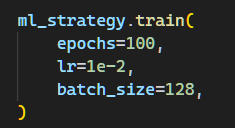 ml_strategy.train(
    epochs=100,
    lr=1e-2,
    batch_size=128,
)